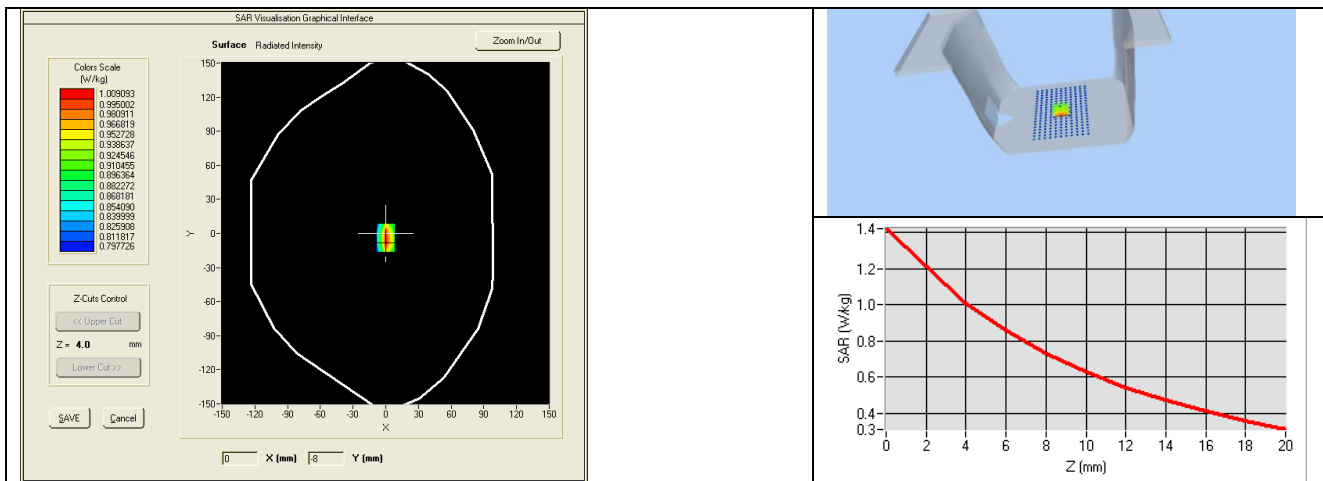 SAR Visualisation Graphical Interface
Surface Radiated Intensity
Zoom In/Out
Colors Scale
(W/kg)
1.009093
0.995002
0.980911
0.966819
0.952728
0.938637
0.924546
0.910455
0.896364
0.882272
0.868181
0.854090
0.839999
0.825908
0.811817
0.797726
Z-Cuts Control
<< Upper Cut
Z = 4.0 mm
Lower Cut >>
SAVE Cancel
150
120
90
60
30
0
-30
-60
-90
-120
-150
Y
-150 -120 -90 -60 -30 0 30 60 90 120 150
X
0 X (mm) -8 Y (mm)
1.4
1.2
1.0
0.8
0.6
0.4
0.3
SAR (W/kg)
0 2 4 6 8 10 12 14 16 18 20
Z (mm)